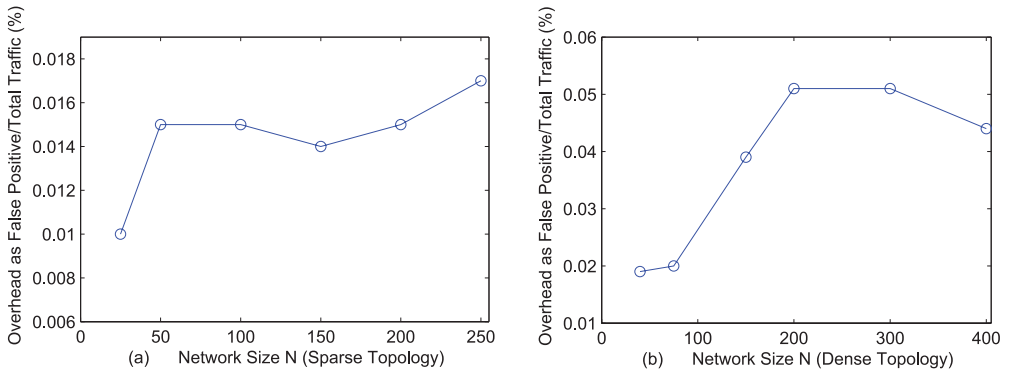 Overhead as False Positive/Total Traffic (%)
0.018
0.016
0.014
0.012
0.01
0.008
0.006
0 50 100 150 200 250
(a) Network Size N (Sparse Topology)
Overhead as False Positive/Total Traffic (%)
0.06
0.05
0.04
0.03
0.02
0.01
0 100 200 300 400
(b) Network Size N (Dense Topology)